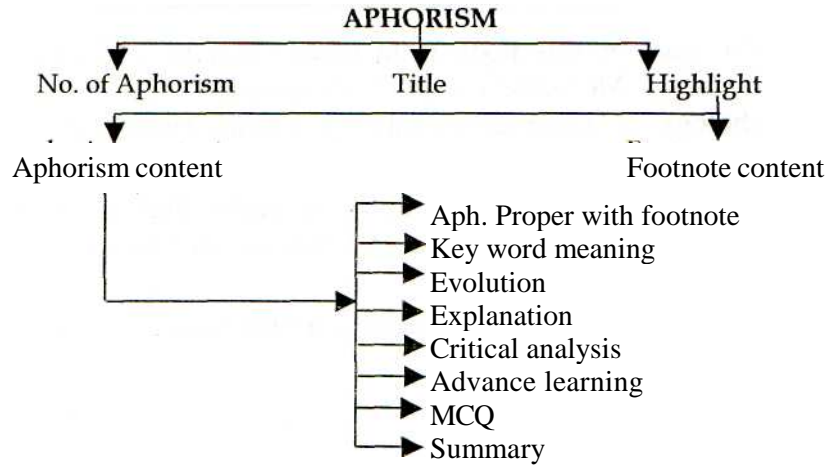 APHORISM
No. of Aphorism Title Highlight
Aphorism content Footnote content
Aph. Proper with footnote
Key word meaning
Evolution
Explanation
Critical analysis
Advance learning
MCQ
Summary